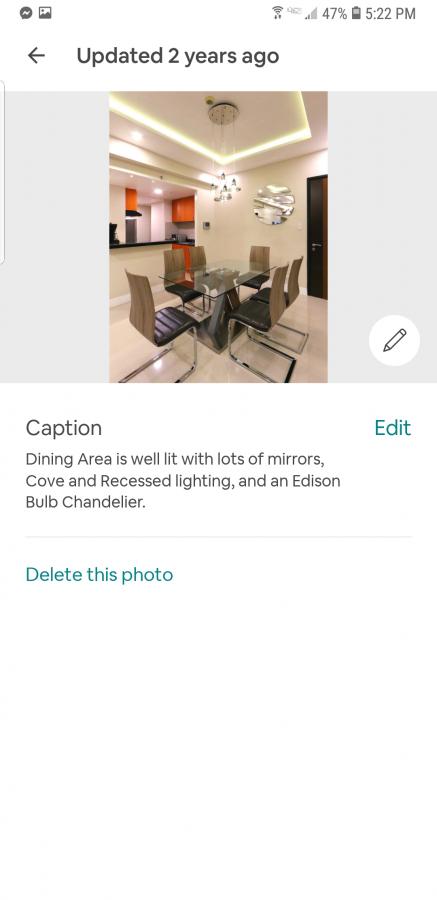 47% 5:22 PM
Updated 2 years ago
Caption
Edit
Dining Area is well lit with lots of mirrors,
Cove and Recessed lighting, and an Edison
Bulb Chandelier.
Delete this photo